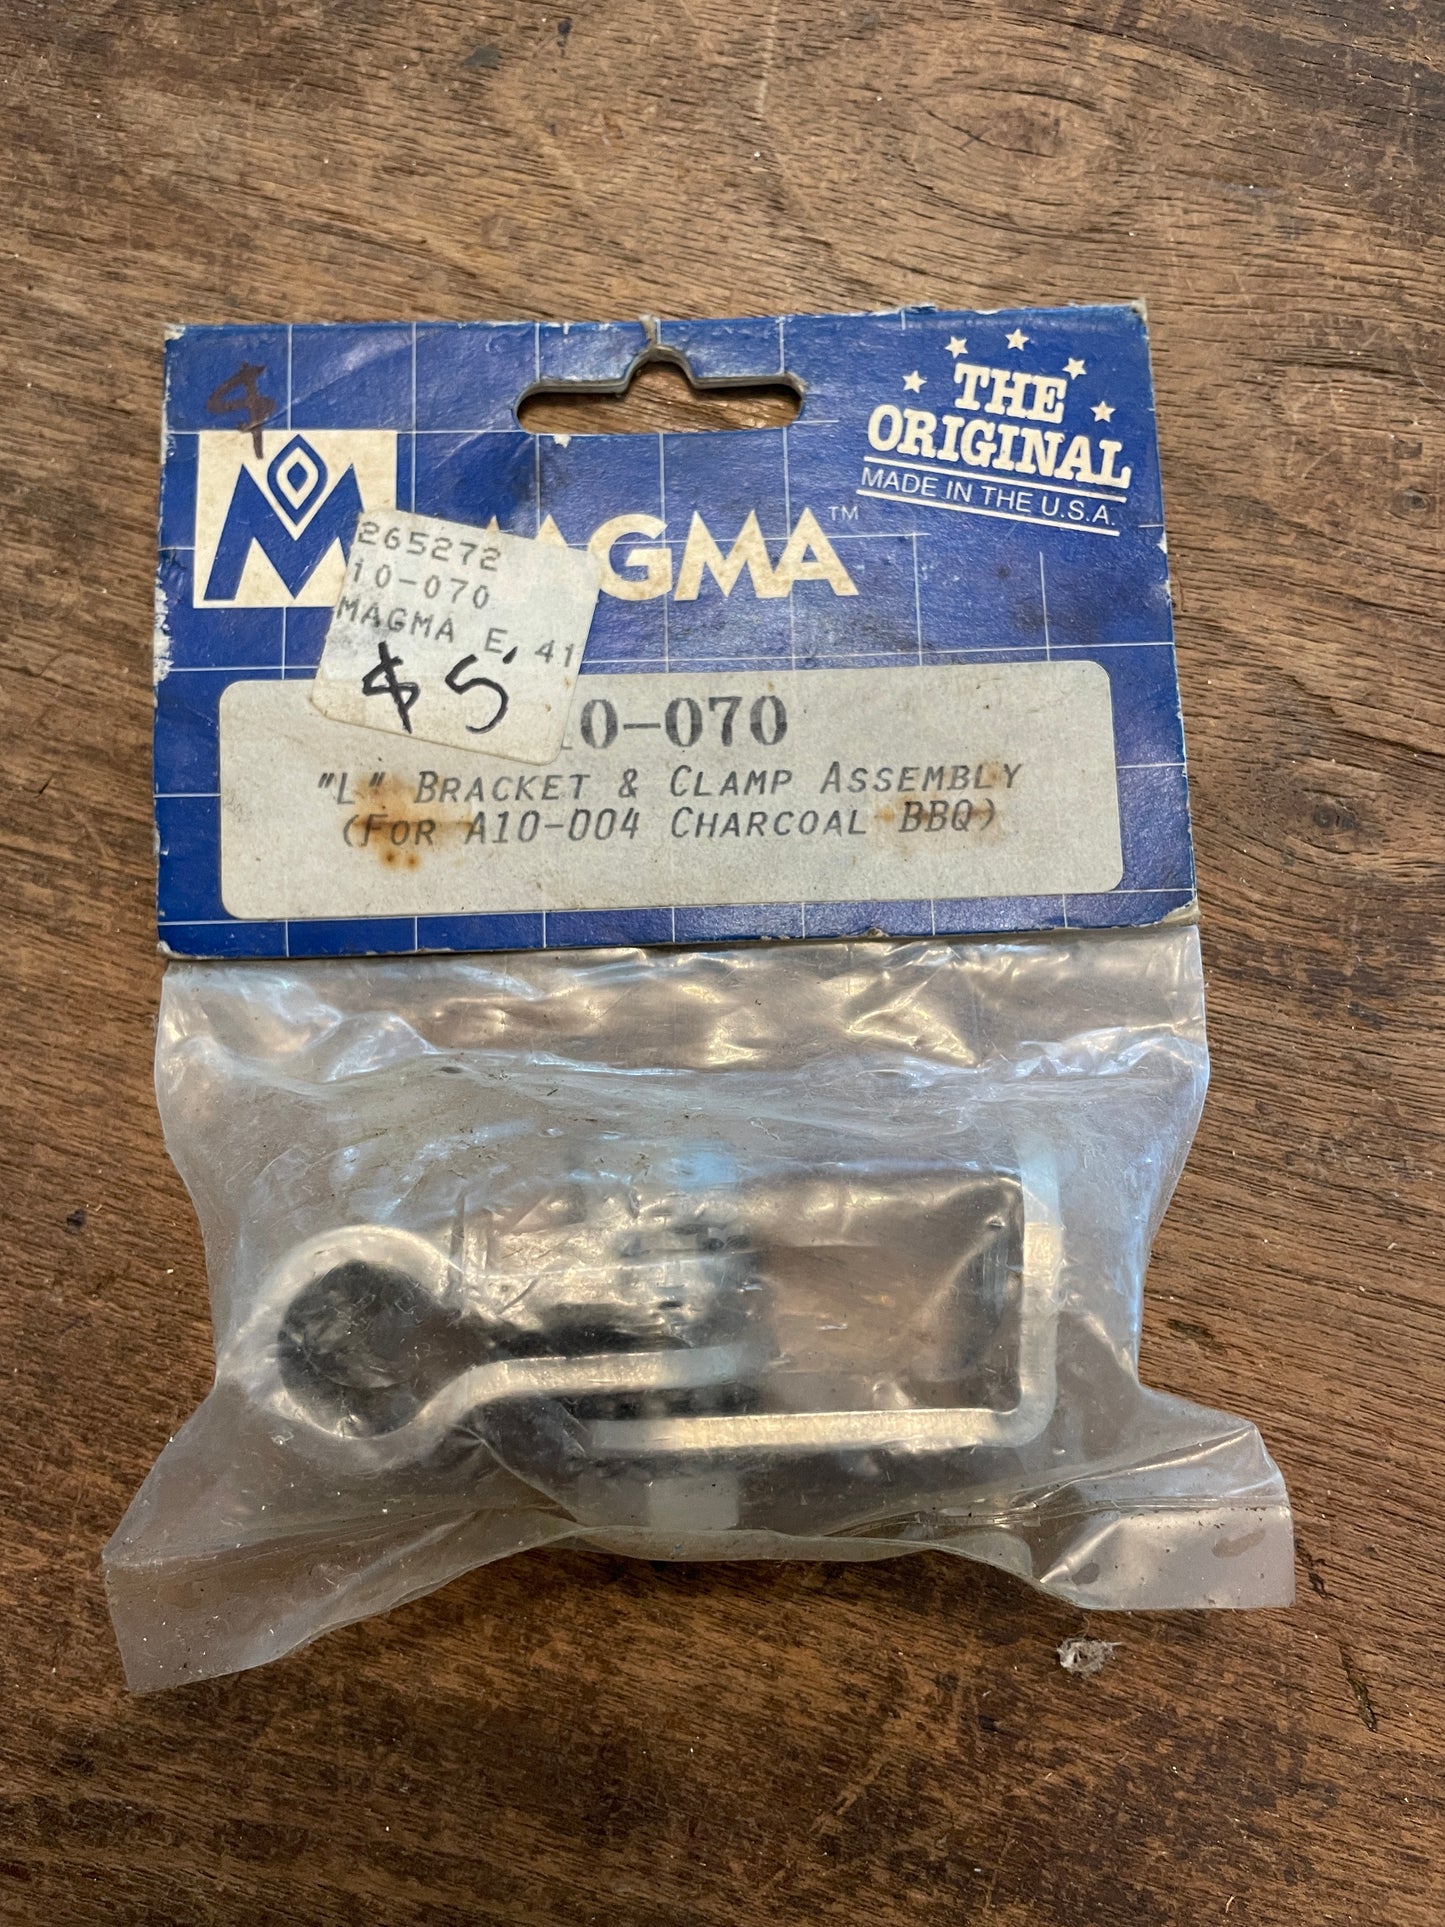 THE
ORIGINAL
MADE IN THE U.S.A.
MAGMA™
265272
10-070
MAGMA E 41
$5
10-070
"L" BRACKET & CLAMP ASSEMBLY
(FOR A10-004 CHARCOAL BBQ)